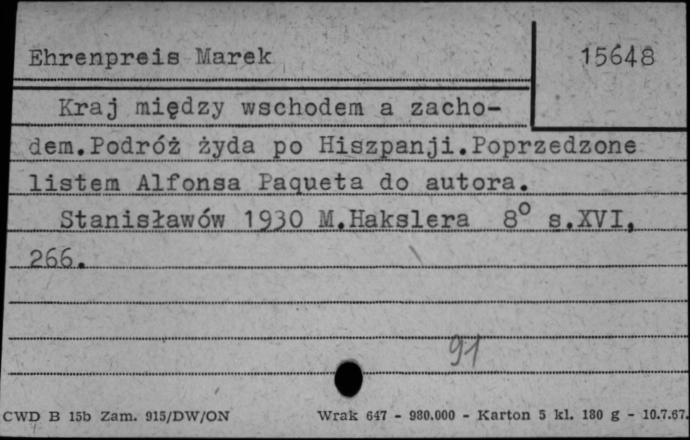 Ehrenpreis Marek
15648
Kraj między wschodem a zacho-
dem.Podróż żyda po Hiszpanji.Poprzedzone
listem Alfonsa Paqueta do autora.
Stanisławów 1930 M.Hakslera 8° s.XVI,
266.
91
CWD B 15b Zam. 915/DW/ON Wrak 647 - 980.000 - Karton 5 kl. 180 g - 10.7.67.